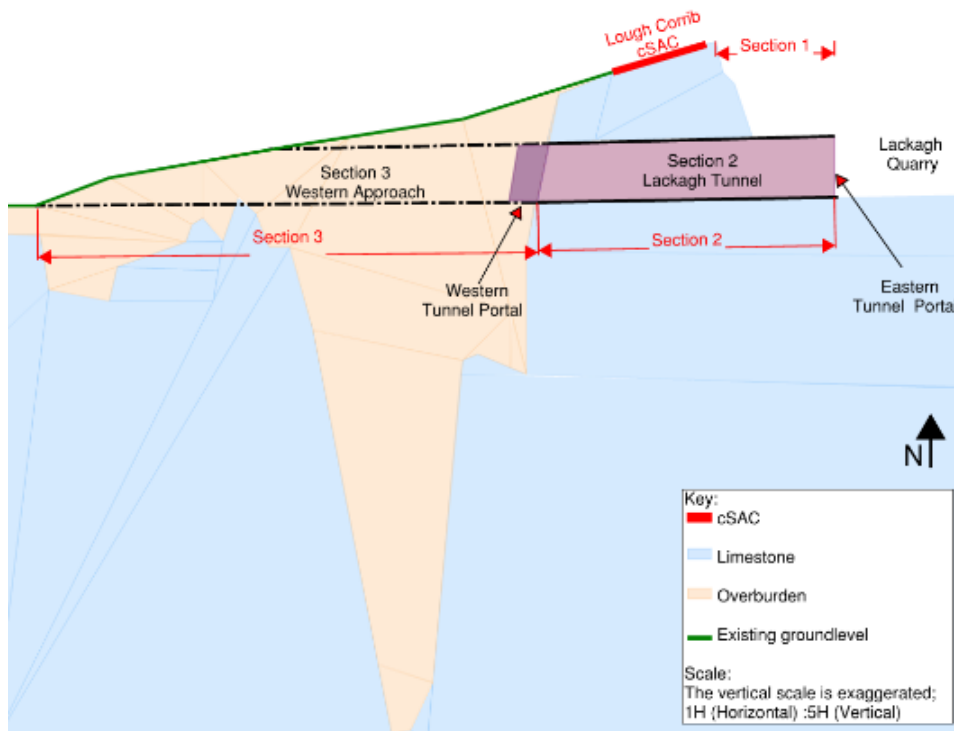 Lough Corrib
cSAC
Section 1
Lackagh
Quarry
Section 3
Western Approach
Section 2
Lackagh Tunnel
Section 3
Section 2
Western
Tunnel Portal
Eastern
Tunnel Porta
N
Key:
cSAC
Limestone
Overburden
Existing groundlevel
Scale:
The vertical scale is exaggerated;
1H (Horizontal) :5H (Vertical)